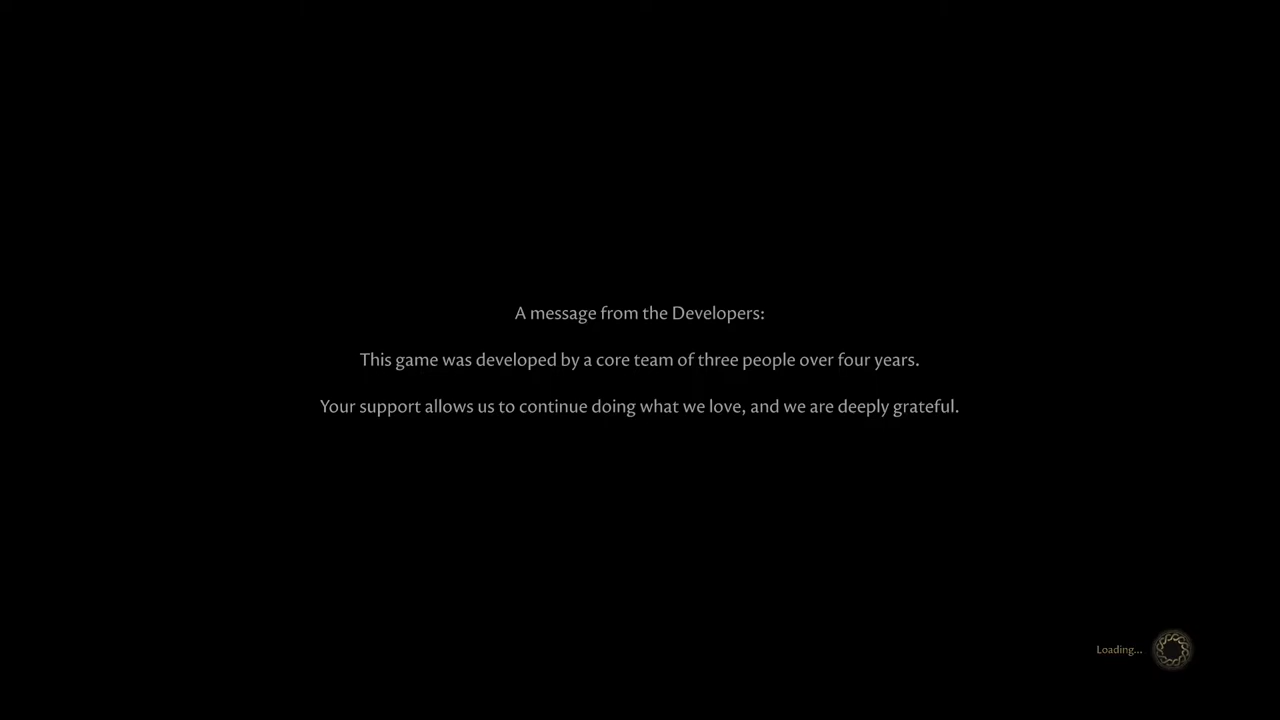 A message from the Developers:
This game was developed by a core team of three people over four years.
Your support allows us to continue doing what we love, and we are deeply grateful.
Loading...